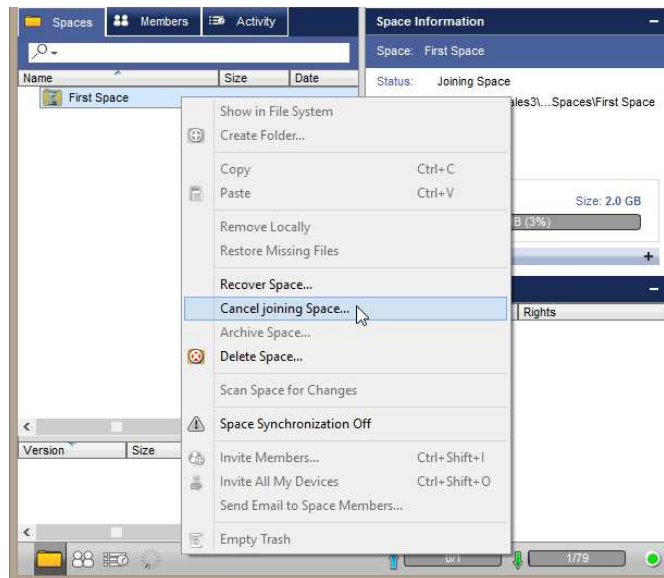 Spaces Members Activity
Name Size Date
First Space
Space Information
Space: First Space
Status: Joining Space
ales3\...Spaces\First Space
Size: 2.0 GB
B (3%)
Rights
Show in File System
Create Folder...
Copy Ctrl+C
Paste Ctrl+V
Remove Locally
Restore Missing Files
Recover Space...
Cancel joining Space...
Archive Space...
Delete Space...
Scan Space for Changes
Space Synchronization Off
Invite Members... Ctrl+Shift+I
Invite All My Devices Ctrl+Shift+O
Send Email to Space Members...
Empty Trash
Version Size
0/1 1/79